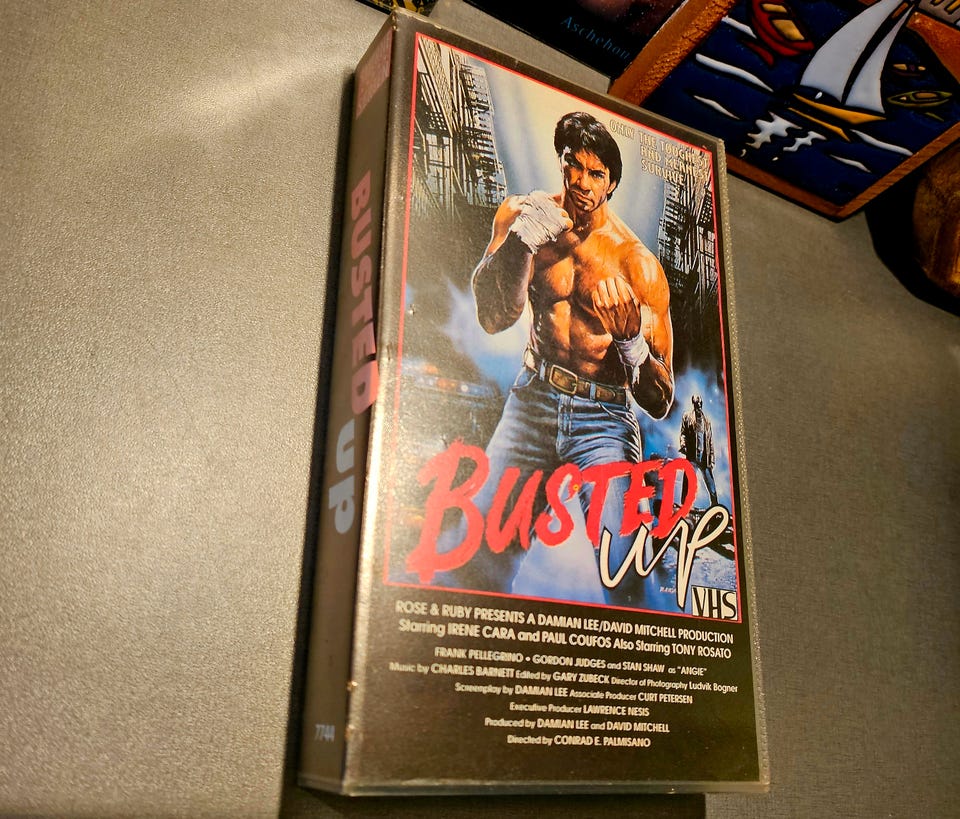 Aschehou
ONLY THE TOUGHEST
AND MEANEST
SURVIVE
BUSTED UP
BUSTED
UP
VHS
ROSE & RUBY PRESENTS A DAMIAN LEE/DAVID MITCHELL PRODUCTION
Starring IRENE CARA and PAUL COUFOS Also Starring TONY ROSATO
FRANK PELLEGRINO • GORDON JUDGES and STAN SHAW as "ANGIE"
Music by CHARLES BARNETT Edited by GARY ZUBECK Director of Photography Ludvik Bogner
Screenplay by DAMIAN LEE Associate Producer CURT PETERSEN
Executive Producer LAWRENCE NESIS
Produced by DAMIAN LEE and DAVID MITCHELL
Directed by CONRAD E. PALMISANO
7744